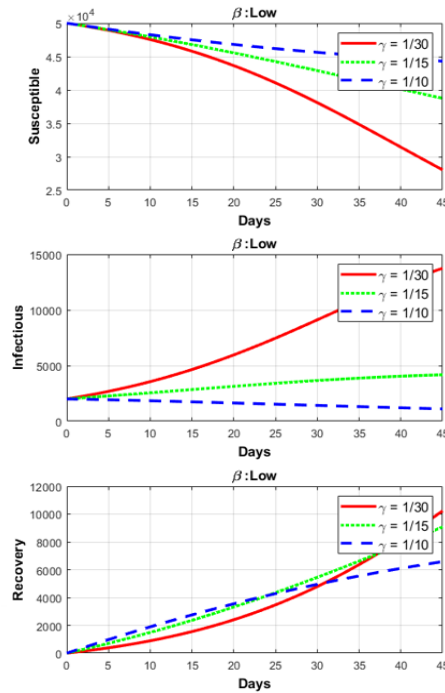 ×10⁴
β:Low
5
4.5
4
3.5
3
2.5
Susceptible
γ = 1/30
γ = 1/15
γ = 1/10
0 5 10 15 20 25 30 35 40 45
Days
β:Low
15000
10000
5000
0
Infectious
γ = 1/30
γ = 1/15
γ = 1/10
0 5 10 15 20 25 30 35 40 45
Days
β:Low
12000
10000
8000
6000
4000
2000
0
Recovery
γ = 1/30
γ = 1/15
γ = 1/10
0 5 10 15 20 25 30 35 40 45
Days